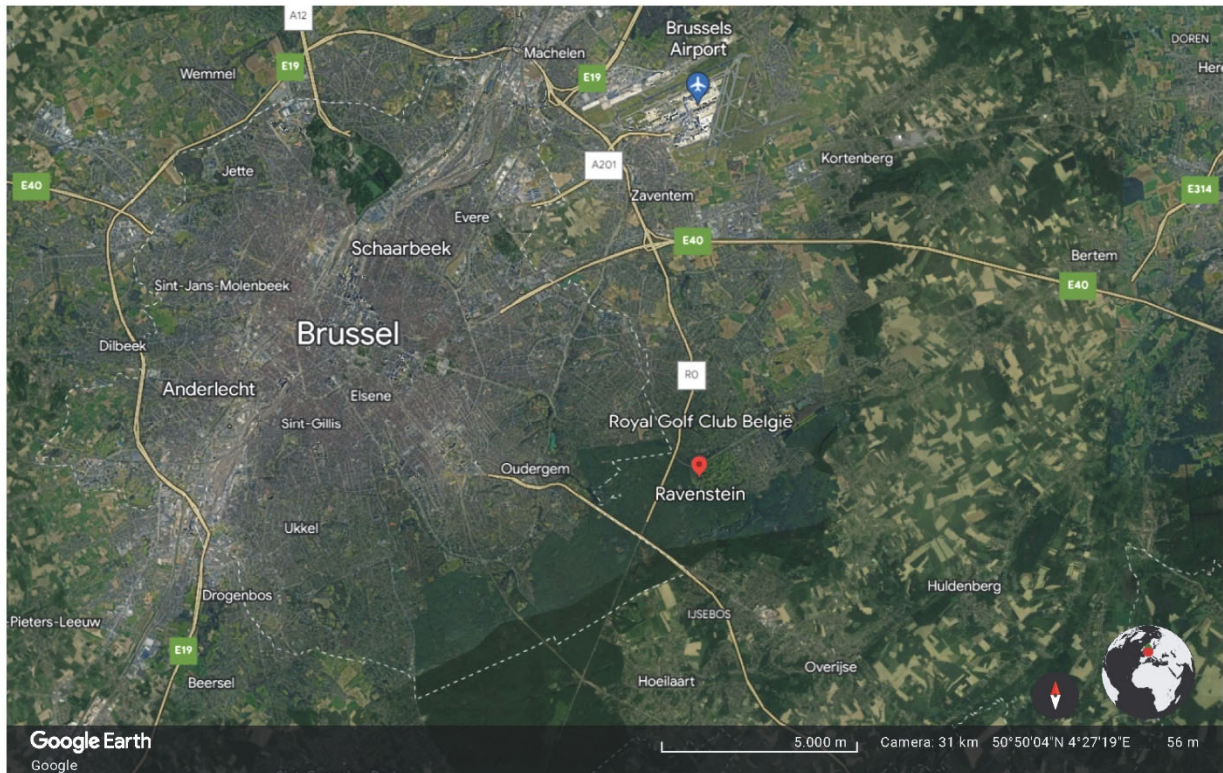 A12
Brussels
Airport
DOREN
Machelen
E19
Wemmel
E19
Here
Kortenberg
A201
Jette
E40
E314
Zaventem
Evere
Schaarbeek
E40
Bertem
Sint-Jans-Molenbeek
E40
Brussel
Dilbeek
R0
Anderlecht
Elsene
Sint-Gillis
Royal Golf Club België
Oudergem
Ravenstein
Ukkel
Huldenberg
Drogenbos
IJSEBOS
-Pieters-Leeuw
E19
Overijse
Beersel
Hoeilaart
Google Earth
5.000 m
Camera: 31 km 50°50'04"N 4°27'19"E 56 m
Google